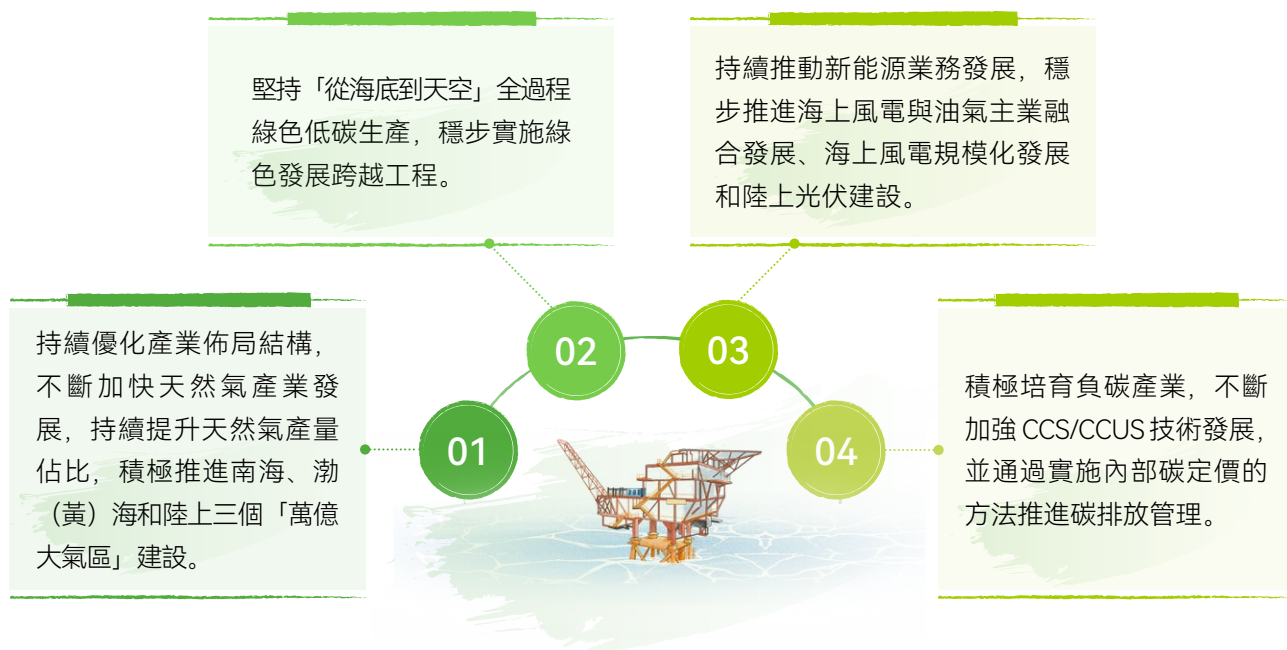 01
持續優化產業佈局結構，
不斷加快天然氣產業發
展，持續提升天然氣產量
佔比，積極推進南海、渤
（黃）海和陸上三個「萬億
大氣區」建設。
02
堅持「從海底到天空」全過程
綠色低碳生產，穩步實施綠
色發展跨越工程。
03
持續推動新能源業務發展，穩
步推進海上風電與油氣主業融
合發展、海上風電規模化發展
和陸上光伏建設。
04
積極培育負碳產業，不斷
加強 CCS/CCUS 技術發展，
並通過實施內部碳定價的
方法推進碳排放管理。